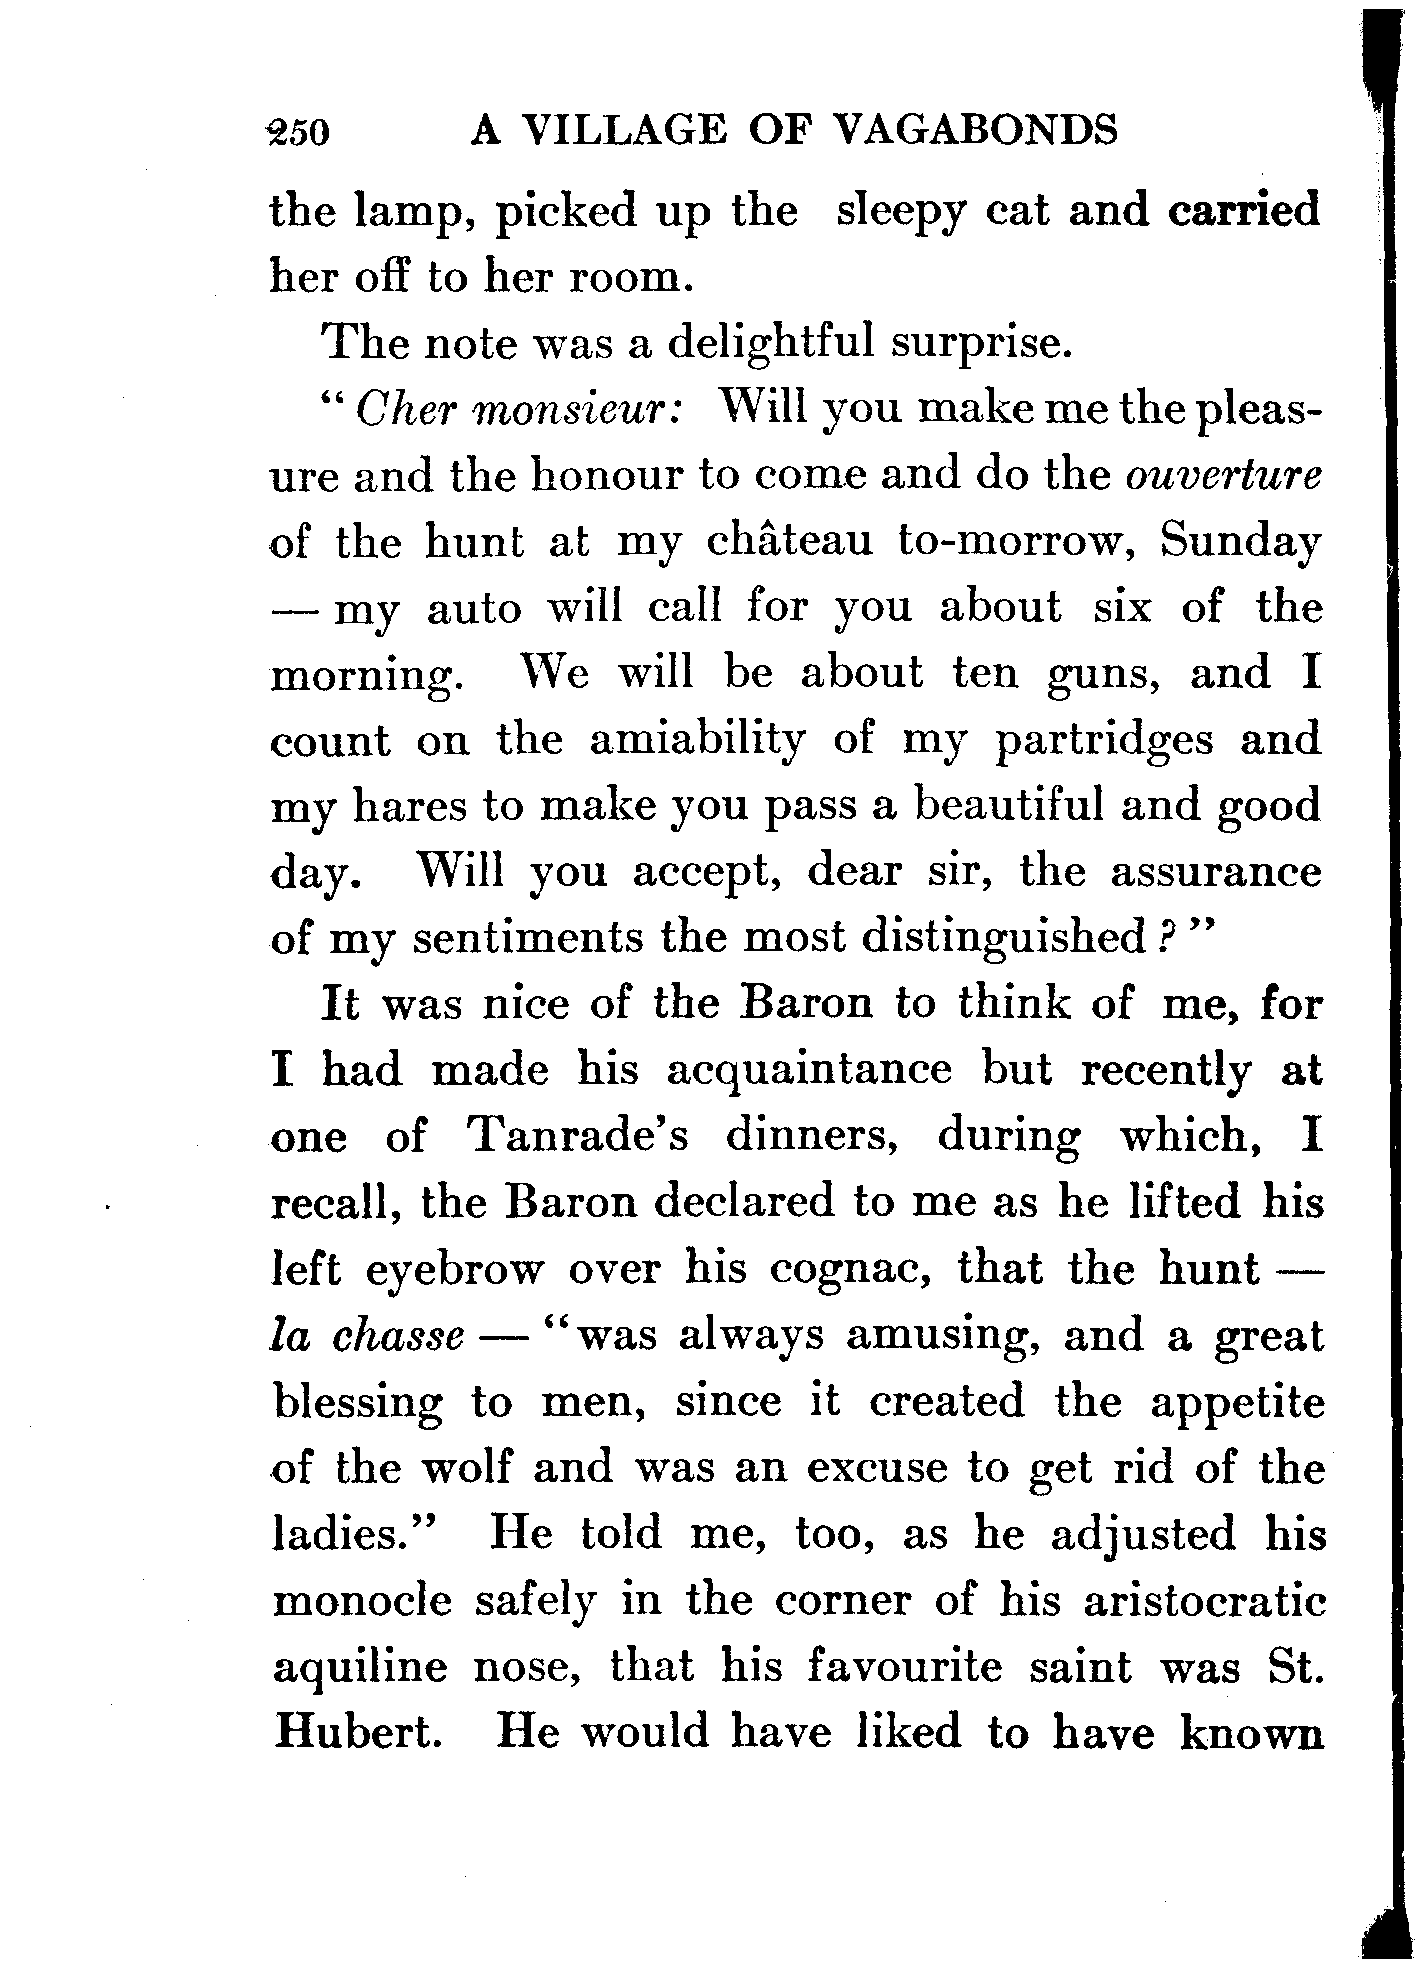 250 A VILLAGE OF VAGABONDS
the lamp, picked up the sleepy cat and carried
her off to her room.
The note was a delightful surprise.
“ Cher monsieur: Will you make me the pleas-
ure and the honour to come and do the ouverture
of the hunt at my château to-morrow, Sunday
— my auto will call for you about six of the
morning. We will be about ten guns, and I
count on the amiability of my partridges and
my hares to make you pass a beautiful and good
day. Will you accept, dear sir, the assurance
of my sentiments the most distinguished ? ”
It was nice of the Baron to think of me, for
I had made his acquaintance but recently at
one of Tanrade’s dinners, during which, I
recall, the Baron declared to me as he lifted his
left eyebrow over his cognac, that the hunt —
la chasse — “was always amusing, and a great
blessing to men, since it created the appetite
of the wolf and was an excuse to get rid of the
ladies.” He told me, too, as he adjusted his
monocle safely in the corner of his aristocratic
aquiline nose, that his favourite saint was St.
Hubert. He would have liked to have known